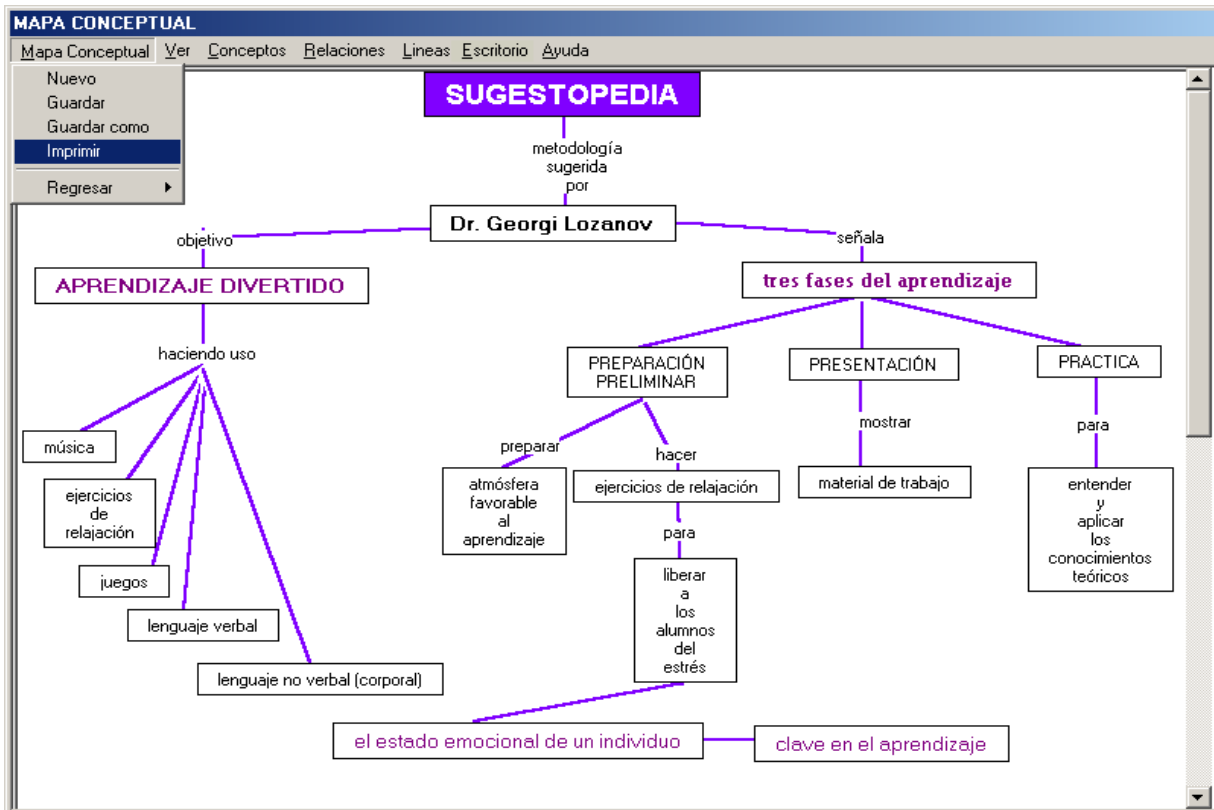 MAPA CONCEPTUAL
Mapa Conceptual Ver Conceptos Relaciones Lineas Escritorio Ayuda
Nuevo
Guardar
Guardar como
Imprimir
Regresar
SUGESTOPEDIA
metodología
sugerida
por
Dr. Georgi Lozanov
objetivo
APRENDIZAJE DIVERTIDO
haciendo uso
música
ejercicios
de
relajación
juegos
lenguaje verbal
lenguaje no verbal (corporal)
señala
tres fases del aprendizaje
PREPARACIÓN
PRELIMINAR
preparar
atmósfera
favorable
al
aprendizaje
hacer
ejercicios de relajación
para
liberar
a
los
alumnos
del
estrés
el estado emocional de un individuo
clave en el aprendizaje
PRESENTACIÓN
mostrar
material de trabajo
PRACTICA
para
entender
y
aplicar
los
conocimientos
teóricos